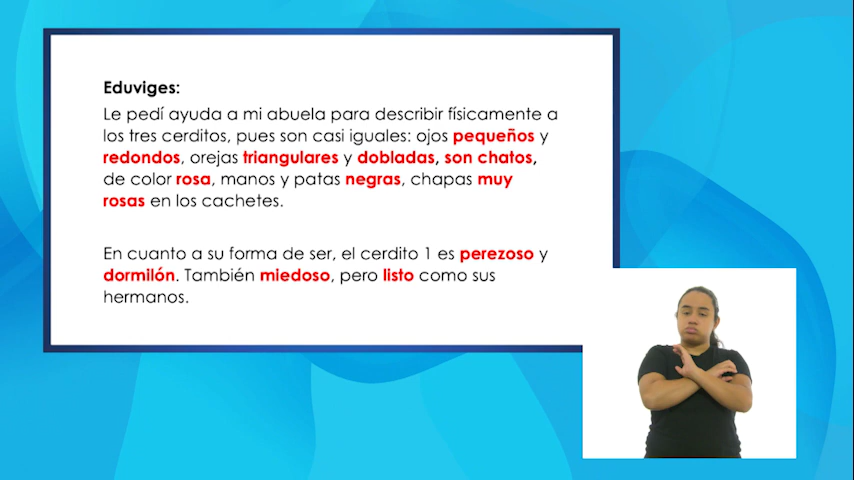 Eduviges:
Le pedí ayuda a mi abuela para describir físicamente a
los tres cerditos, pues son casi iguales: ojos pequeños y
redondos, orejas triangulares y dobladas, son chatos,
de color rosa, manos y patas negras, chapas muy
rosas en los cachetes.
En cuanto a su forma de ser, el cerdito 1 es perezoso y
dormilón. También miedoso, pero listo como sus
hermanos.